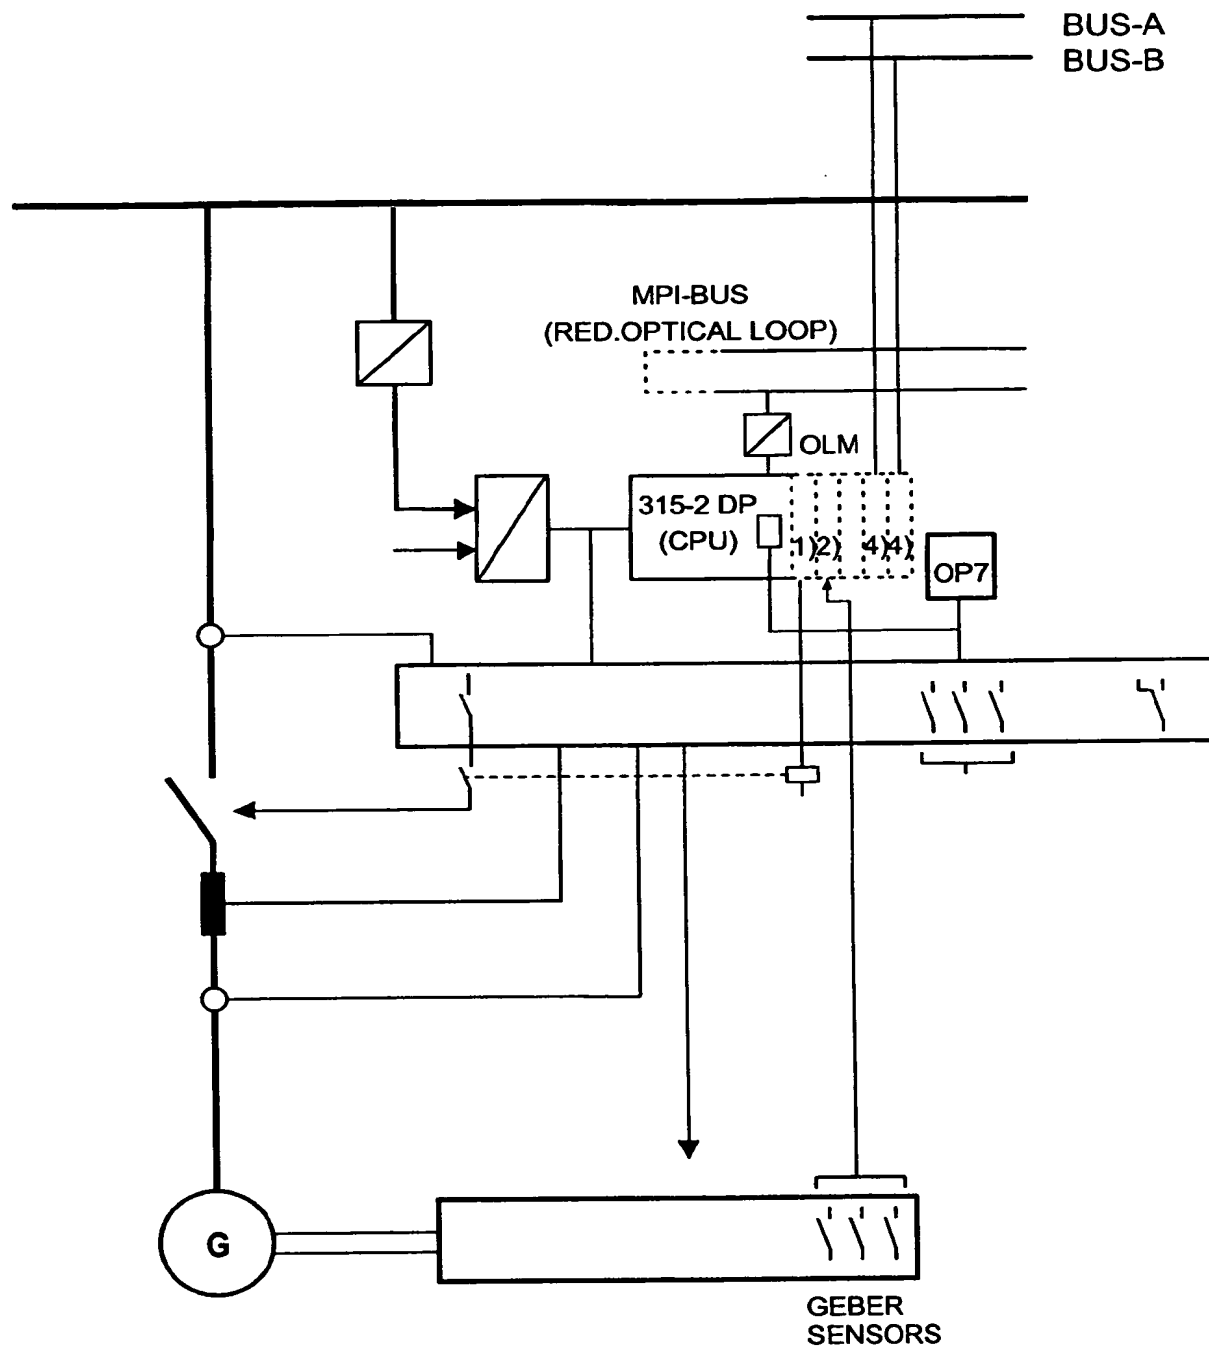 BUS-A
BUS-B
MPI-BUS
(RED.OPTICAL LOOP)
OLM
315-2 DP
(CPU)
1)2) 4)4)
OP7
G
GEBER
SENSORS